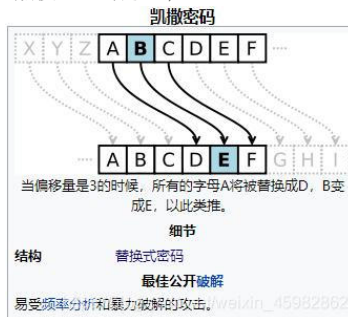 凯撒密码
X Y Z A B C D E F ...
... A B C D E F G H I
当偏移量是3的时候，所有的字母A将被替换成D，B变
成E，以此类推。
细节
结构 替换式密码
最佳公开破解
易受频率分析和暴力破解的攻击。/weixin_45982862